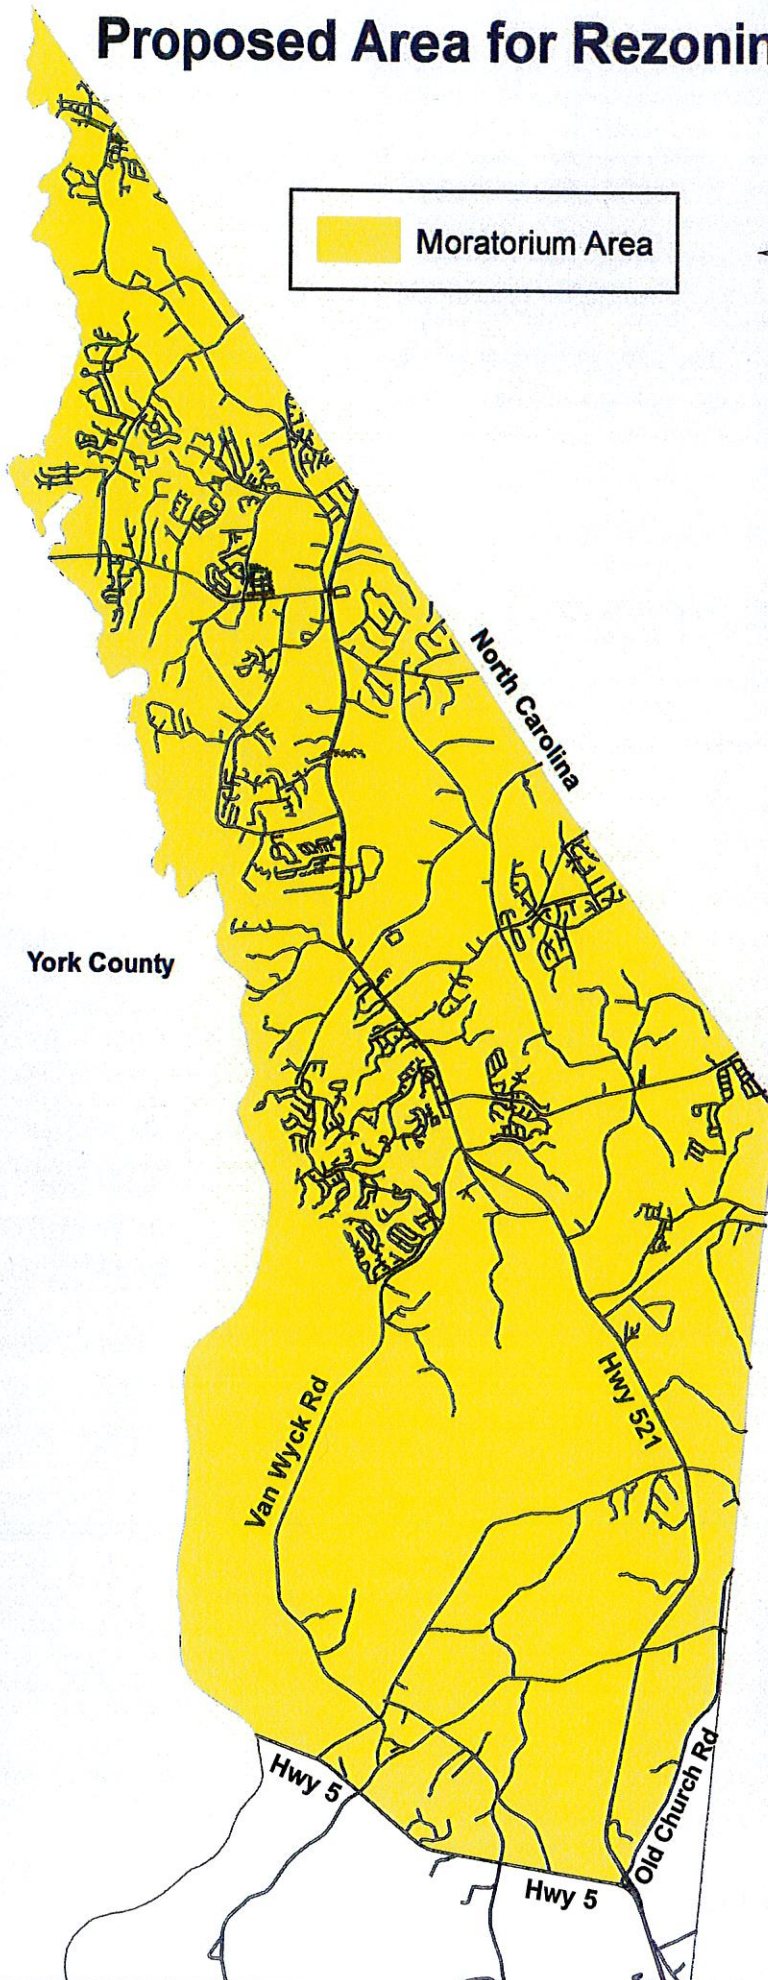 Proposed Area for Rezonin
Moratorium Area
North Carolina
York County
Van Wyck Rd
Hwy 521
Hwy 5
Old Church Rd
Hwy 5